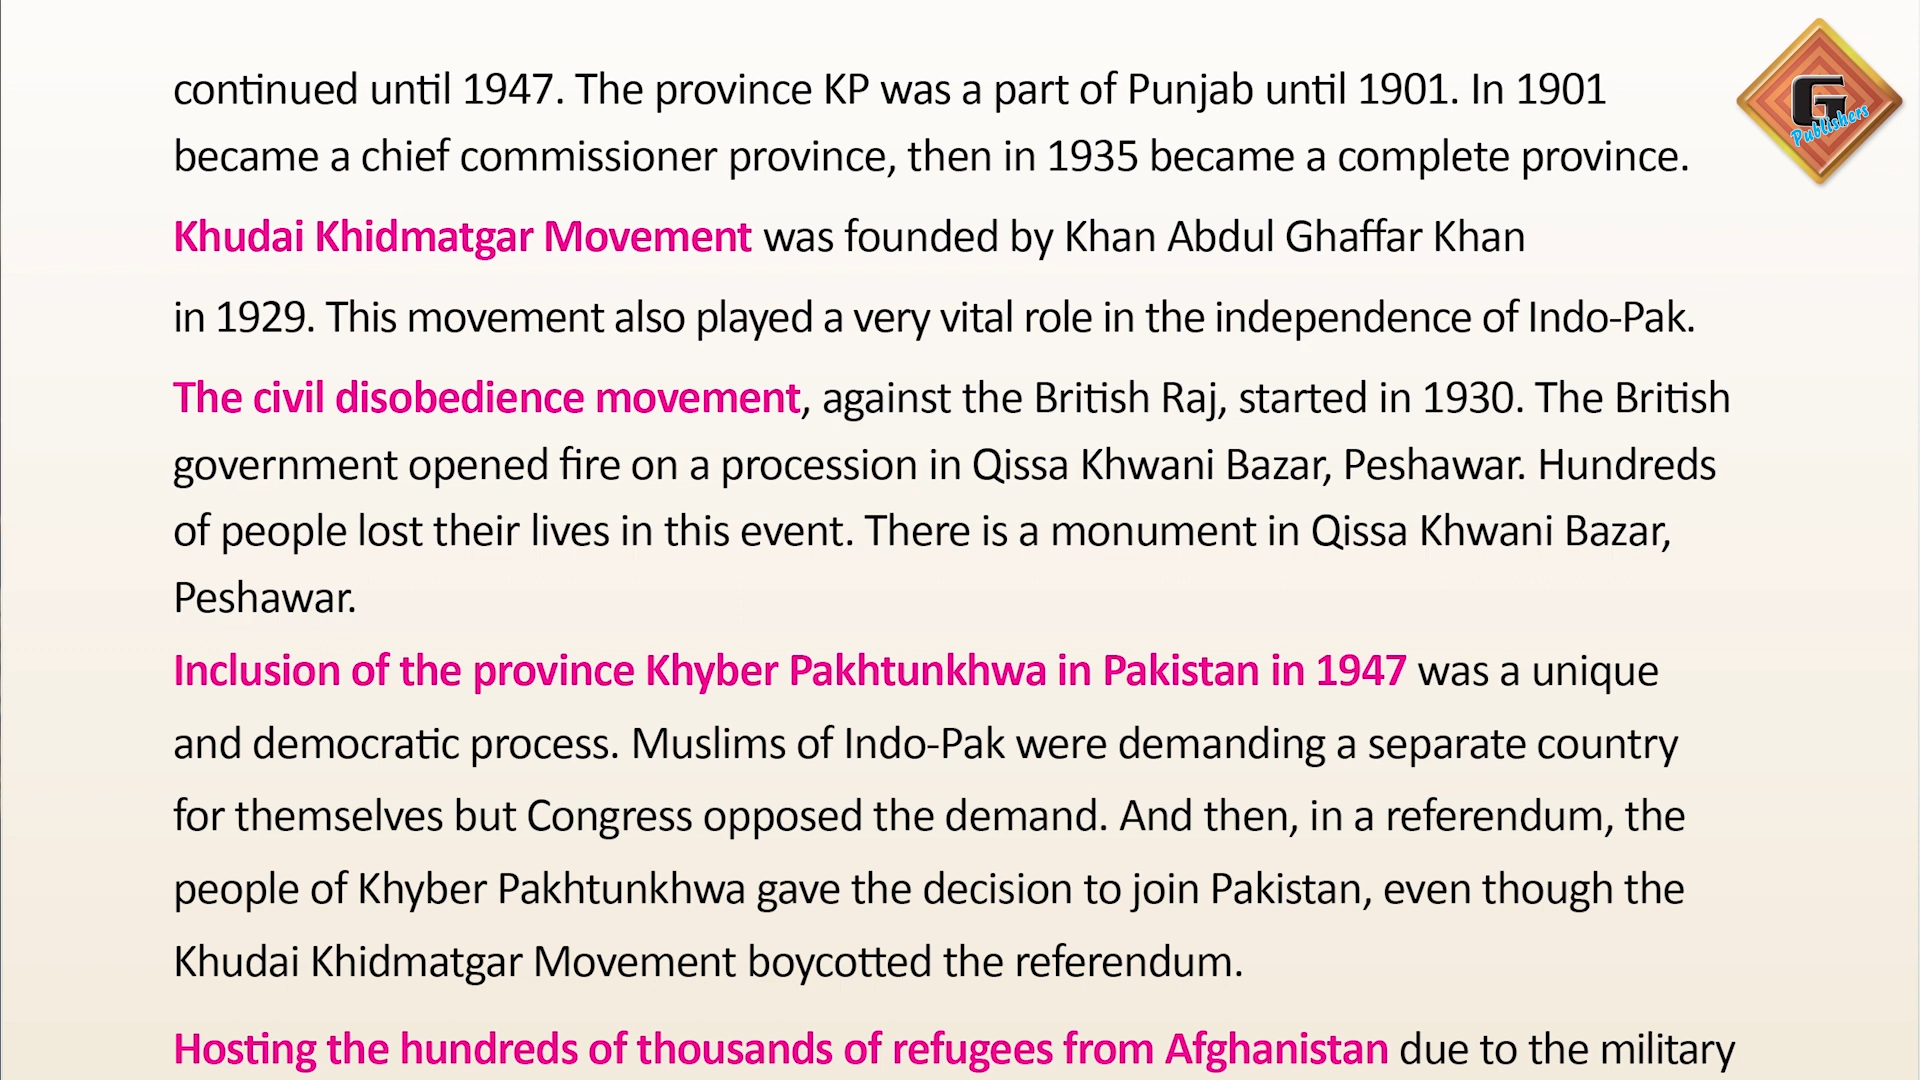 continued until 1947. The province KP was a part of Punjab until 1901. In 1901
became a chief commissioner province, then in 1935 became a complete province.
Khudai Khidmatgar Movement was founded by Khan Abdul Ghaffar Khan
in 1929. This movement also played a very vital role in the independence of Indo-Pak.
The civil disobedience movement, against the British Raj, started in 1930. The British
government opened fire on a procession in Qissa Khwani Bazar, Peshawar. Hundreds
of people lost their lives in this event. There is a monument in Qissa Khwani Bazar,
Peshawar.
Inclusion of the province Khyber Pakhtunkhwa in Pakistan in 1947 was a unique
and democratic process. Muslims of Indo-Pak were demanding a separate country
for themselves but Congress opposed the demand. And then, in a referendum, the
people of Khyber Pakhtunkhwa gave the decision to join Pakistan, even though the
Khudai Khidmatgar Movement boycotted the referendum.
Hosting the hundreds of thousands of refugees from Afghanistan due to the military
G
Publishers